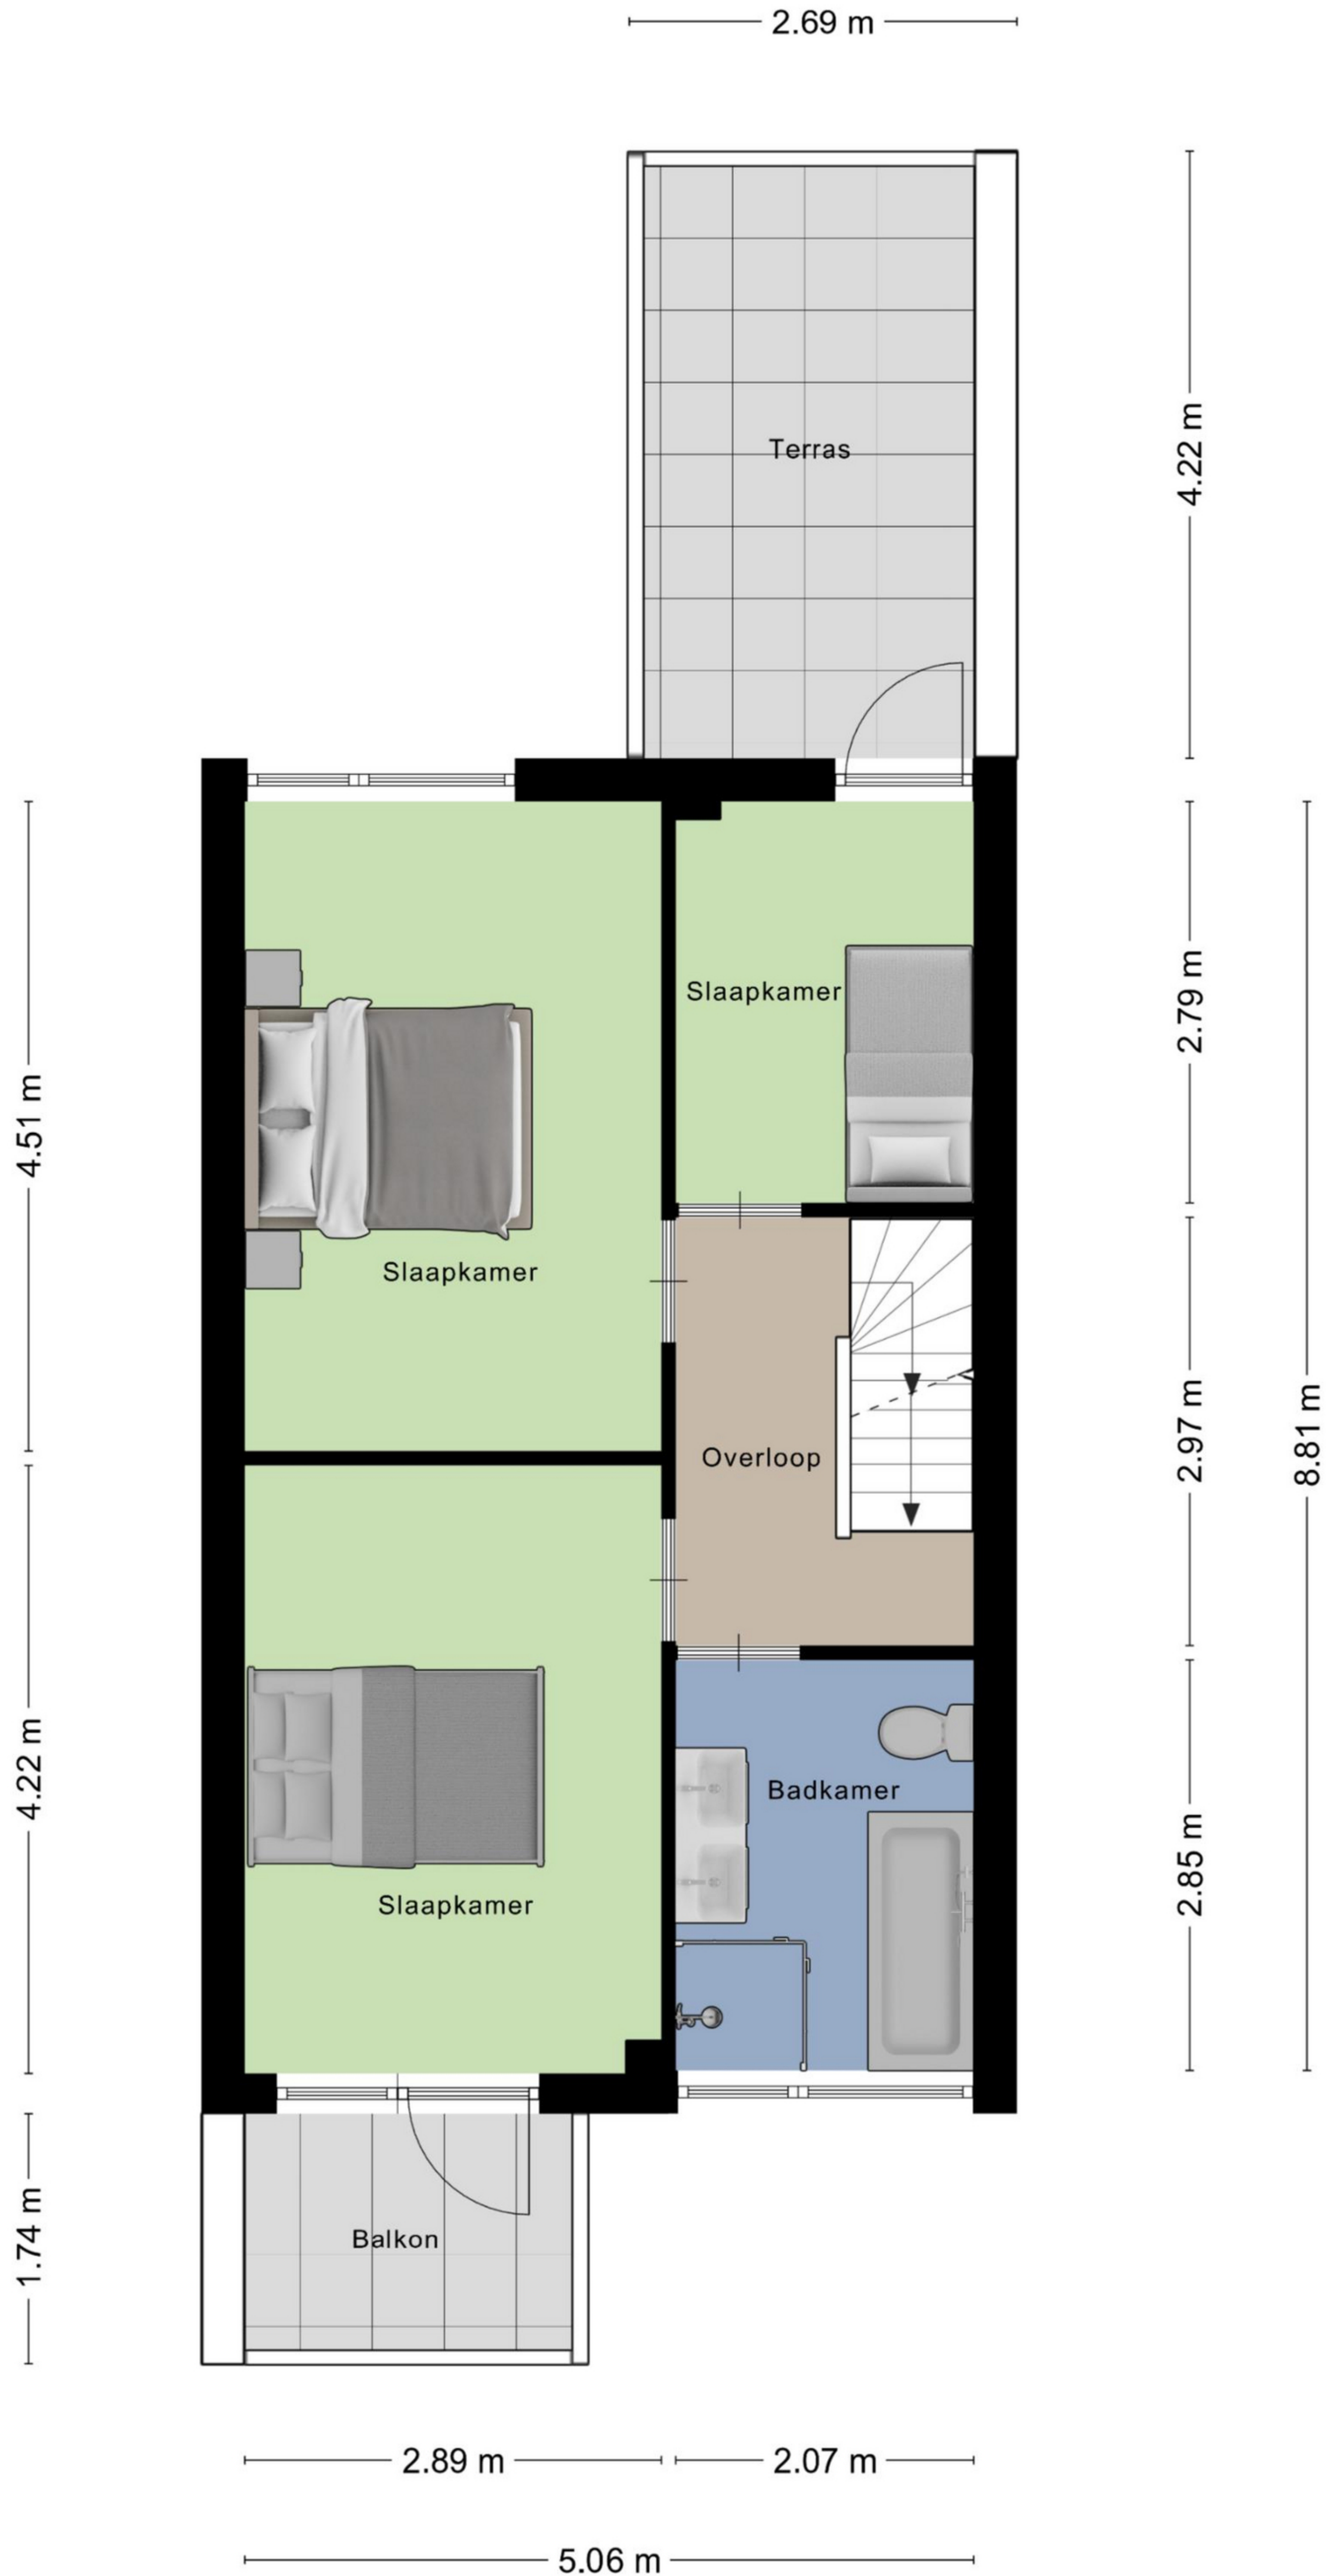 2.69 m
4.22 m
Terras
2.79 m
Slaapkamer
4.51 m
Slaapkamer
2.97 m
8.81 m
Overloop
4.22 m
Badkamer
2.85 m
Slaapkamer
1.74 m
Balkon
2.89 m
2.07 m
5.06 m